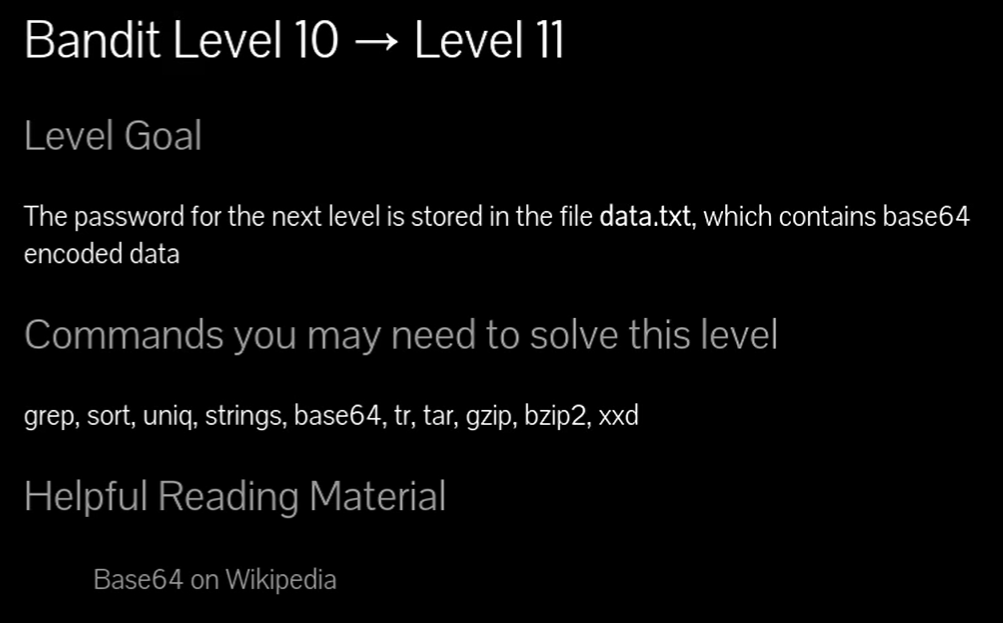 Bandit Level 10 → Level 11
Level Goal
The password for the next level is stored in the file data.txt, which contains base64
encoded data
Commands you may need to solve this level
grep, sort, uniq, strings, base64, tr, tar, gzip, bzip2, xxd
Helpful Reading Material
Base64 on Wikipedia